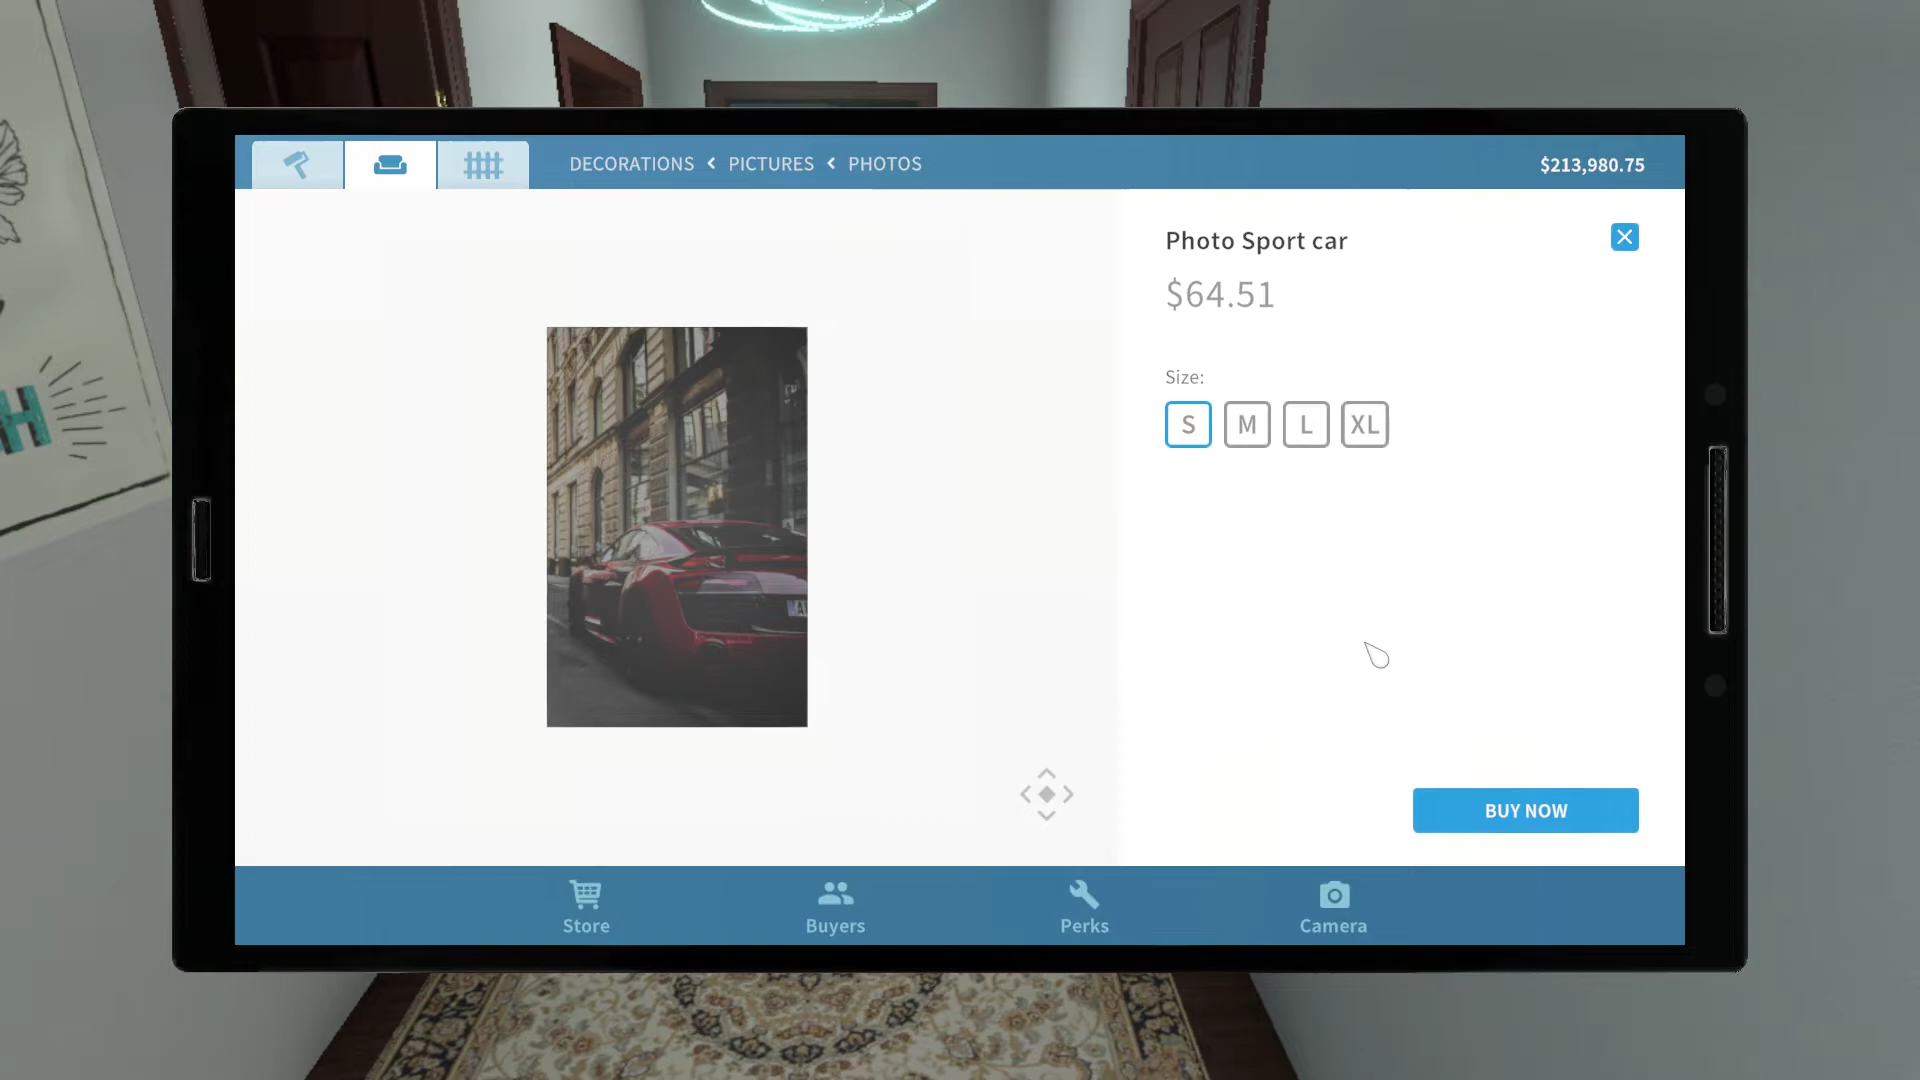 DECORATIONS < PICTURES < PHOTOS
$213,980.75
Photo Sport car
$64.51
Size:
S M L XL
BUY NOW
Store Buyers Perks Camera
H